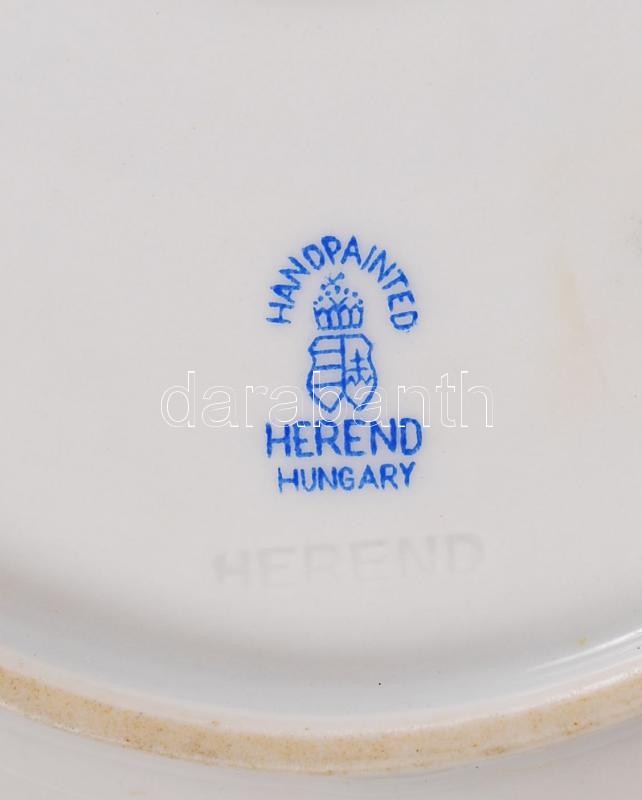 HANDPAINTED
darabanth
HEREND
HUNGARY
HEREND